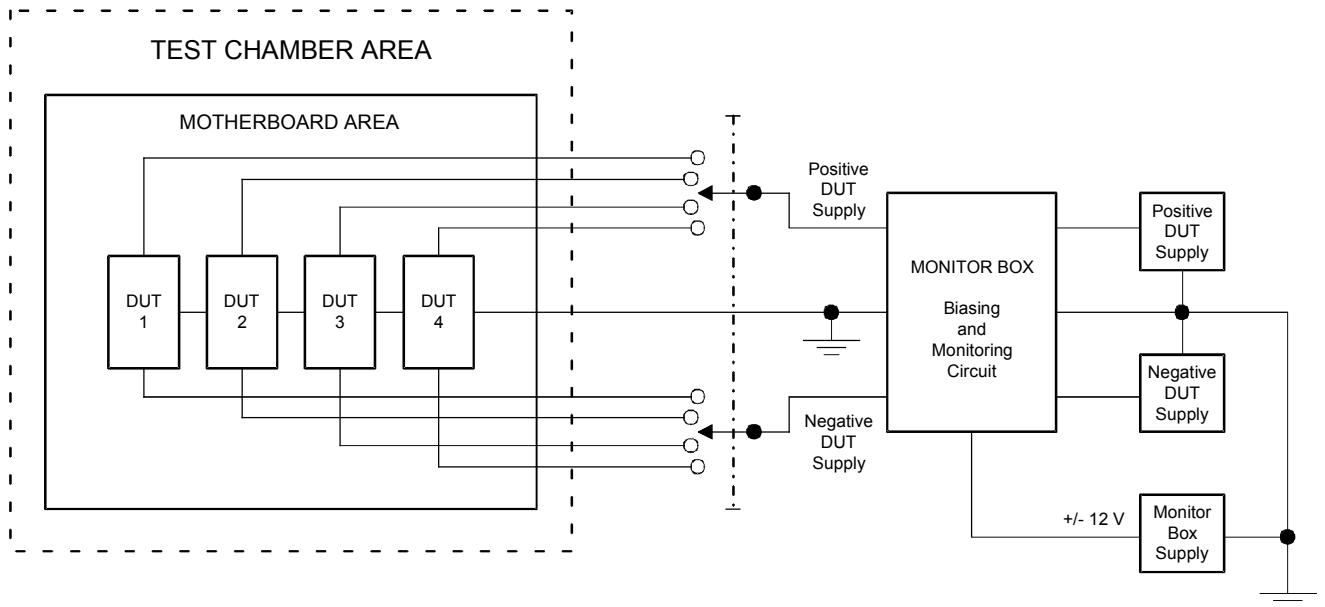 TEST CHAMBER AREA
MOTHERBOARD AREA
DUT
1
DUT
2
DUT
3
DUT
4
Positive
DUT
Supply
Negative
DUT
Supply
MONITOR BOX
Biasing
and
Monitoring
Circuit
Positive
DUT
Supply
Negative
DUT
Supply
+/- 12 V
Monitor
Box
Supply